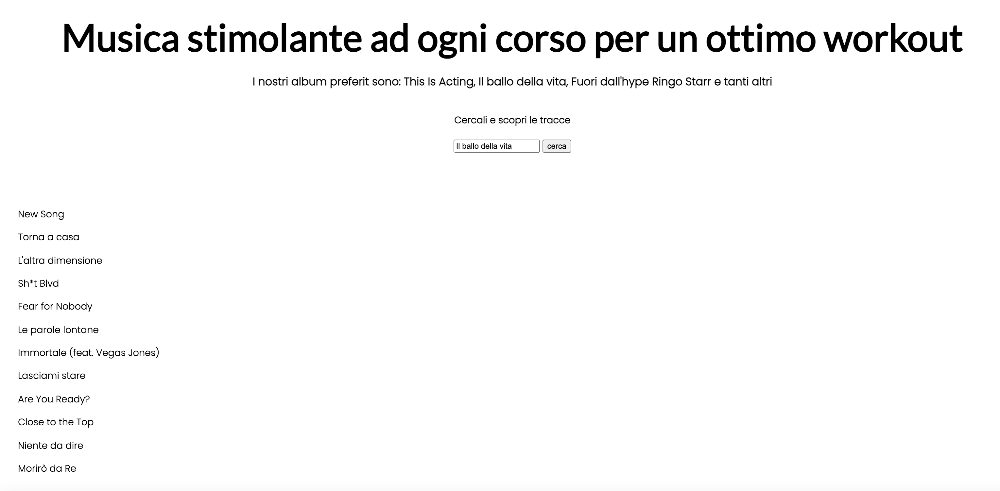 Musica stimolante ad ogni corso per un ottimo workout
I nostri album preferit sono: This Is Acting, Il ballo della vita, Fuori dall'hype Ringo Starr e tanti altri
Cercali e scopri le tracce
Il ballo della vita cerca
New Song
Torna a casa
L'altra dimensione
Sh*t Blvd
Fear for Nobody
Le parole lontane
Immortale (feat. Vegas Jones)
Lasciami stare
Are You Ready?
Close to the Top
Niente da dire
Morirò da Re